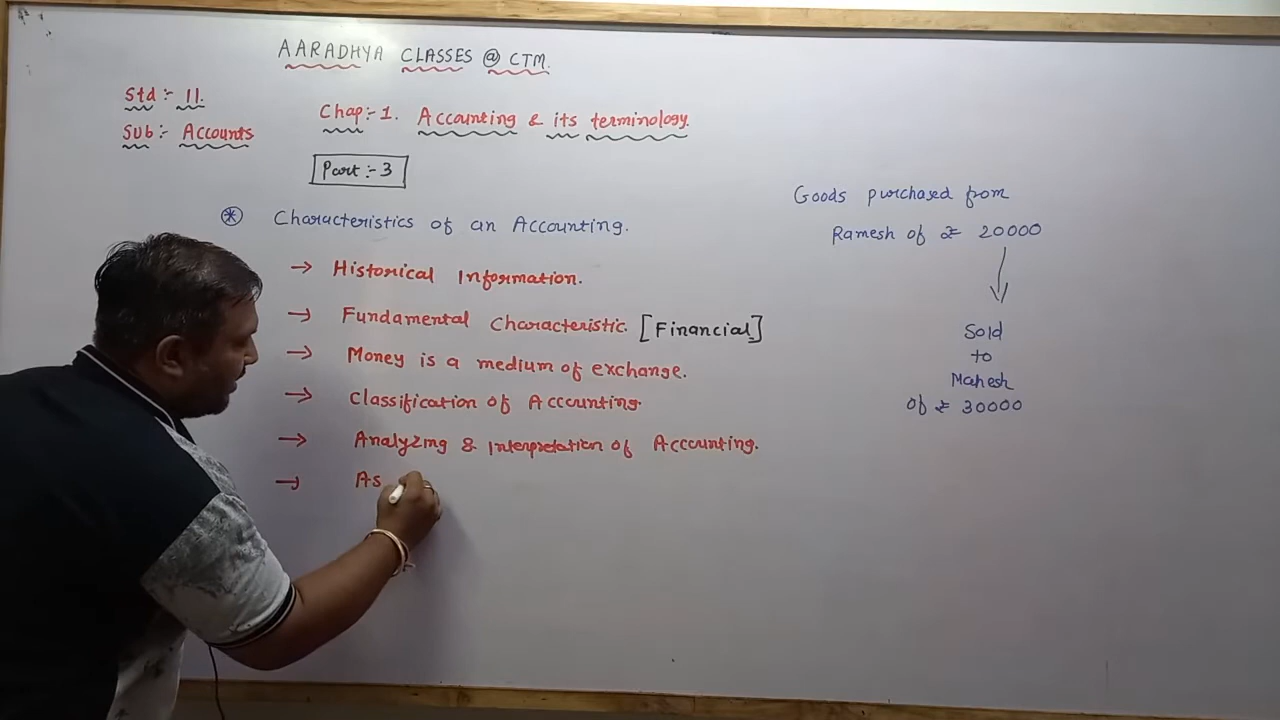 AARADHYA CLASSES @ CTM.
Std :- 11.
Sub :- Accounts
Chap :- 1. Accounting & its terminology.
Part :- 3
* Characteristics of an Accounting.
→ Historical Information.
→ Fundamental Characteristic. [Financial]
→ Money is a medium of exchange.
→ Classification of Accounting.
→ Analyzing & Interpretation of Accounting.
→ As
Goods purchased from
Ramesh of ₹ 20000
↓
Sold
to
Mahesh
of ₹ 30000